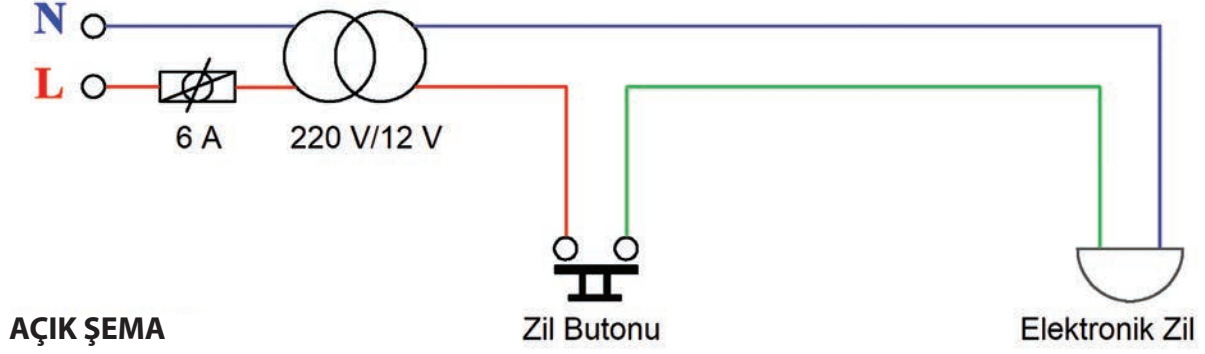 N
L
6 A
220 V/12 V
AÇIK ŞEMA
Zil Butonu
Elektronik Zil